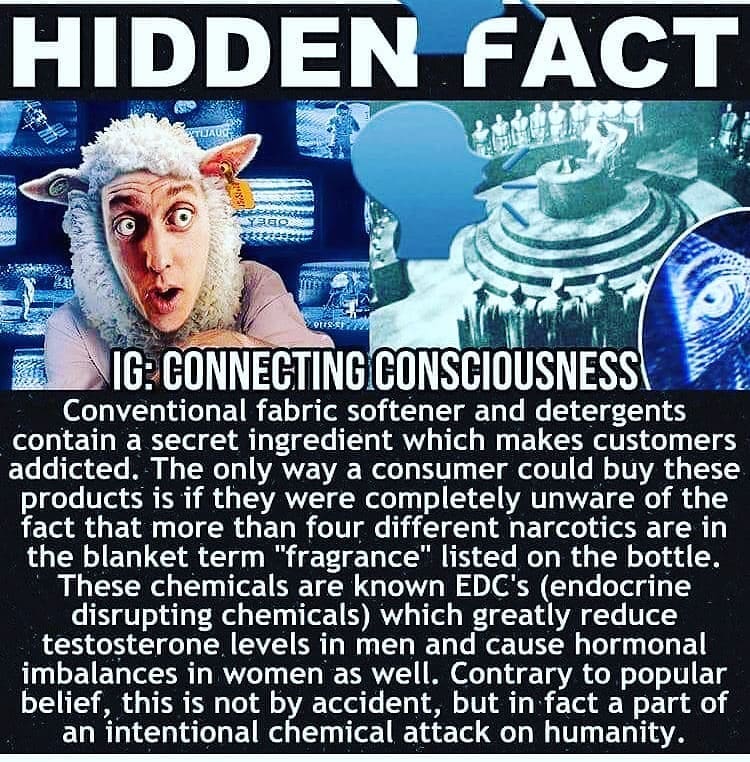 HIDDEN FACT
IG: CONNECTING CONSCIOUSNESS
Conventional fabric softener and detergents
contain a secret ingredient which makes customers
addicted. The only way a consumer could buy these
products is if they were completely unware of the
fact that more than four different narcotics are in
the blanket term "fragrance" listed on the bottle.
These chemicals are known EDC's (endocrine
disrupting chemicals) which greatly reduce
testosterone levels in men and cause hormonal
imbalances in women as well. Contrary to popular
belief, this is not by accident, but in fact a part of
an intentional chemical attack on humanity.